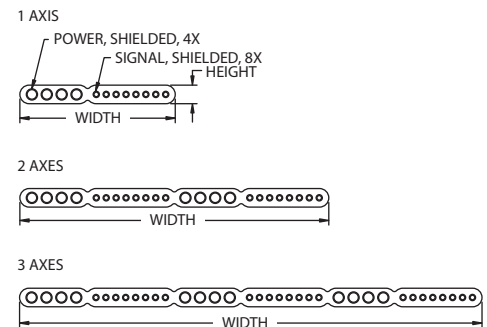 1 AXIS
POWER, SHIELDED, 4X
SIGNAL, SHIELDED, 8X
HEIGHT
WIDTH
2 AXES
WIDTH
3 AXES
WIDTH